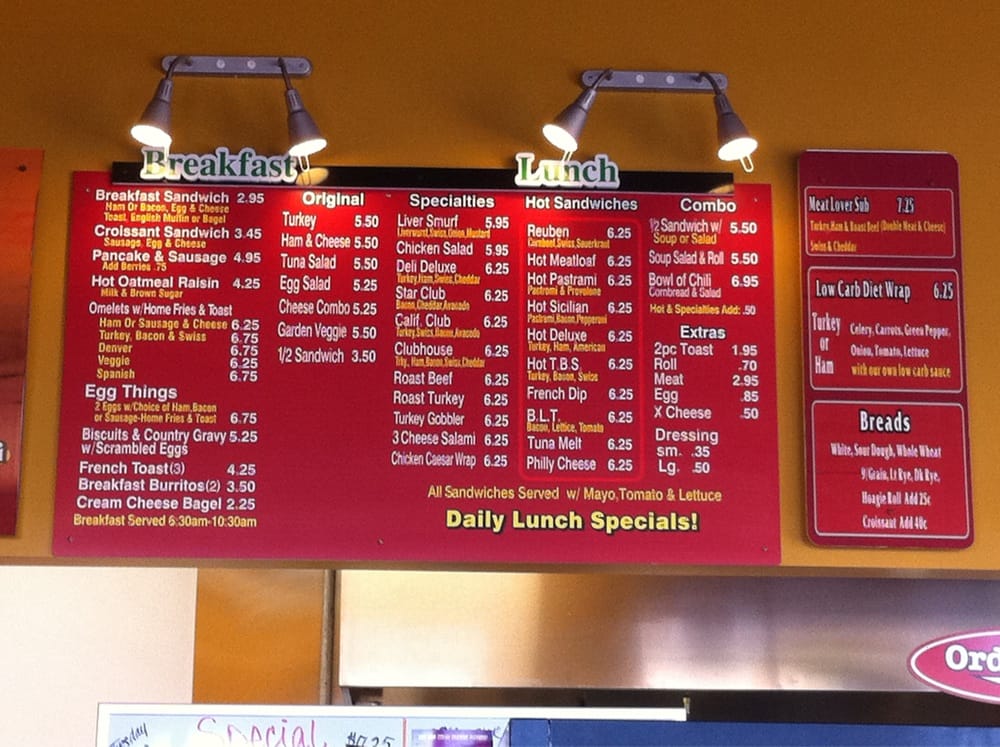 Breakfast
Breakfast Sandwich 2.95
Ham Or Bacon, Egg & Cheese
Toast, English Muffin or Bagel
Croissant Sandwich 3.45
Sausage, Egg & Cheese
Pancake & Sausage 4.95
Add Berries .75
Hot Oatmeal Raisin 4.25
Milk & Brown Sugar
Omelets w/Home Fries & Toast
Ham Or Sausage & Cheese 6.25
Turkey, Bacon & Swiss 6.75
Denver 6.75
Veggie 6.25
Spanish 6.75
Egg Things
2 Eggs w/Choice of Ham,Bacon
or Sausage-Home Fries & Toast 6.75
Biscuits & Country Gravy 5.25
w/Scrambled Eggs
French Toast(3) 4.25
Breakfast Burritos(2) 3.50
Cream Cheese Bagel 2.25
Breakfast Served 6:30am-10:30am
Lunch
Original
Turkey 5.50
Ham & Cheese 5.50
Tuna Salad 5.50
Egg Salad 5.25
Cheese Combo 5.25
Garden Veggie 5.50
1/2 Sandwich 3.50
Specialties
Liver Smurf 5.95
Liverwurst,Swiss,Onion,Mustard
Chicken Salad 5.95
Deli Deluxe 6.25
Turkey,Ham,Swiss,Cheddar
Star Club 6.25
Bacon,Cheddar,Avocado
Calif. Club 6.25
Turkey,Swiss,Bacon,Avacado
Clubhouse 6.25
Trky., Ham,Bacon,Swiss,Cheddar
Roast Beef 6.25
Roast Turkey 6.25
Turkey Gobbler 6.25
3 Cheese Salami 6.25
Chicken Caesar Wrap 6.25
Hot Sandwiches
Reuben 6.25
Cornbeef,Swiss,Sauerkraut
Hot Meatloaf 6.25
Hot Pastrami 6.25
Pastrami & Provolone
Hot Sicilian 6.25
Pastrami,Bacon,Pepperoni
Hot Deluxe 6.25
Turkey, Ham, American
Hot T.B.S. 6.25
Turkey, Bacon, Swiss
French Dip 6.25
B.L.T. 6.25
Bacon, Lettice, Tomato
Tuna Melt 6.25
Philly Cheese 6.25
Combo
1/2 Sandwich w/ 5.50
Soup or Salad
Soup Salad & Roll 5.50
Bowl of Chili 6.95
Cornbread & Salad
Hot & Specialties Add: .50
Extras
2pc Toast 1.95
Roll .70
Meat 2.95
Egg .85
X Cheese .50
Dressing
sm. .35
Lg. .50
All Sandwiches Served w/ Mayo,Tomato & Lettuce
Daily Lunch Specials!
Meat Lover Sub 7.25
Turkey,Ham & Roast Beef (Double Meat & Cheese)
Swiss & Cheddar
Low Carb Diet Wrap 6.25
Turkey
or
Ham
Celery, Carrots, Green Pepper,
Onion, Tomato, Lettuce
with our own low carb sauce
Breads
White, Sour Dough, Whole Wheat
9/Grain, Lt Rye, Dk Rye,
Hoagie Roll Add 25¢
Croissant Add 40¢
Ord
Special